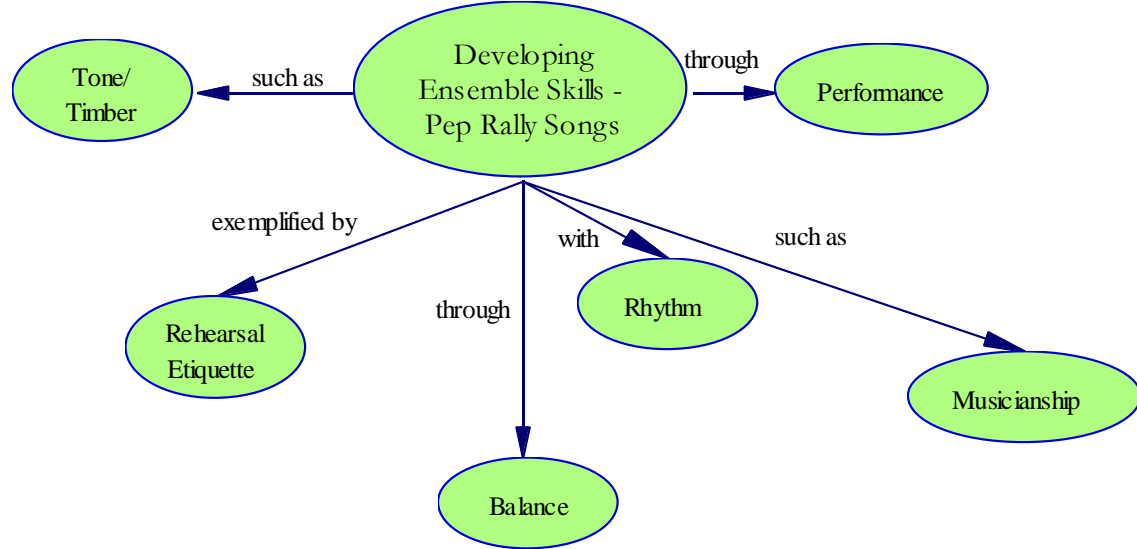 Developing
Ensemble Skills -
Pep Rally Songs
Tone/
Timber
such as
through
Performance
exemplified by
with
such as
through
Rhythm
Rehearsal
Etiquette
Musicianship
Balance